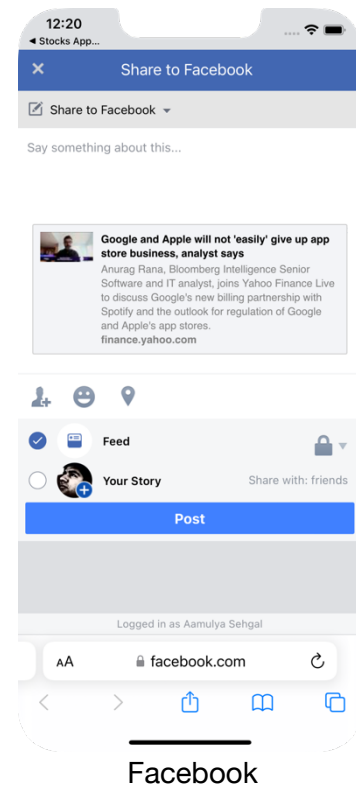 12:20
◀ Stocks App...
Share to Facebook
Share to Facebook
Say something about this...
Google and Apple will not 'easily' give up app
store business, analyst says
Anurag Rana, Bloomberg Intelligence Senior
Software and IT analyst, joins Yahoo Finance Live
to discuss Google's new billing partnership with
Spotify and the outlook for regulation of Google
and Apple's app stores.
finance.yahoo.com
Feed
Your Story
Share with: friends
Post
Logged in as Aamulya Sehgal
AA
facebook.com
Facebook